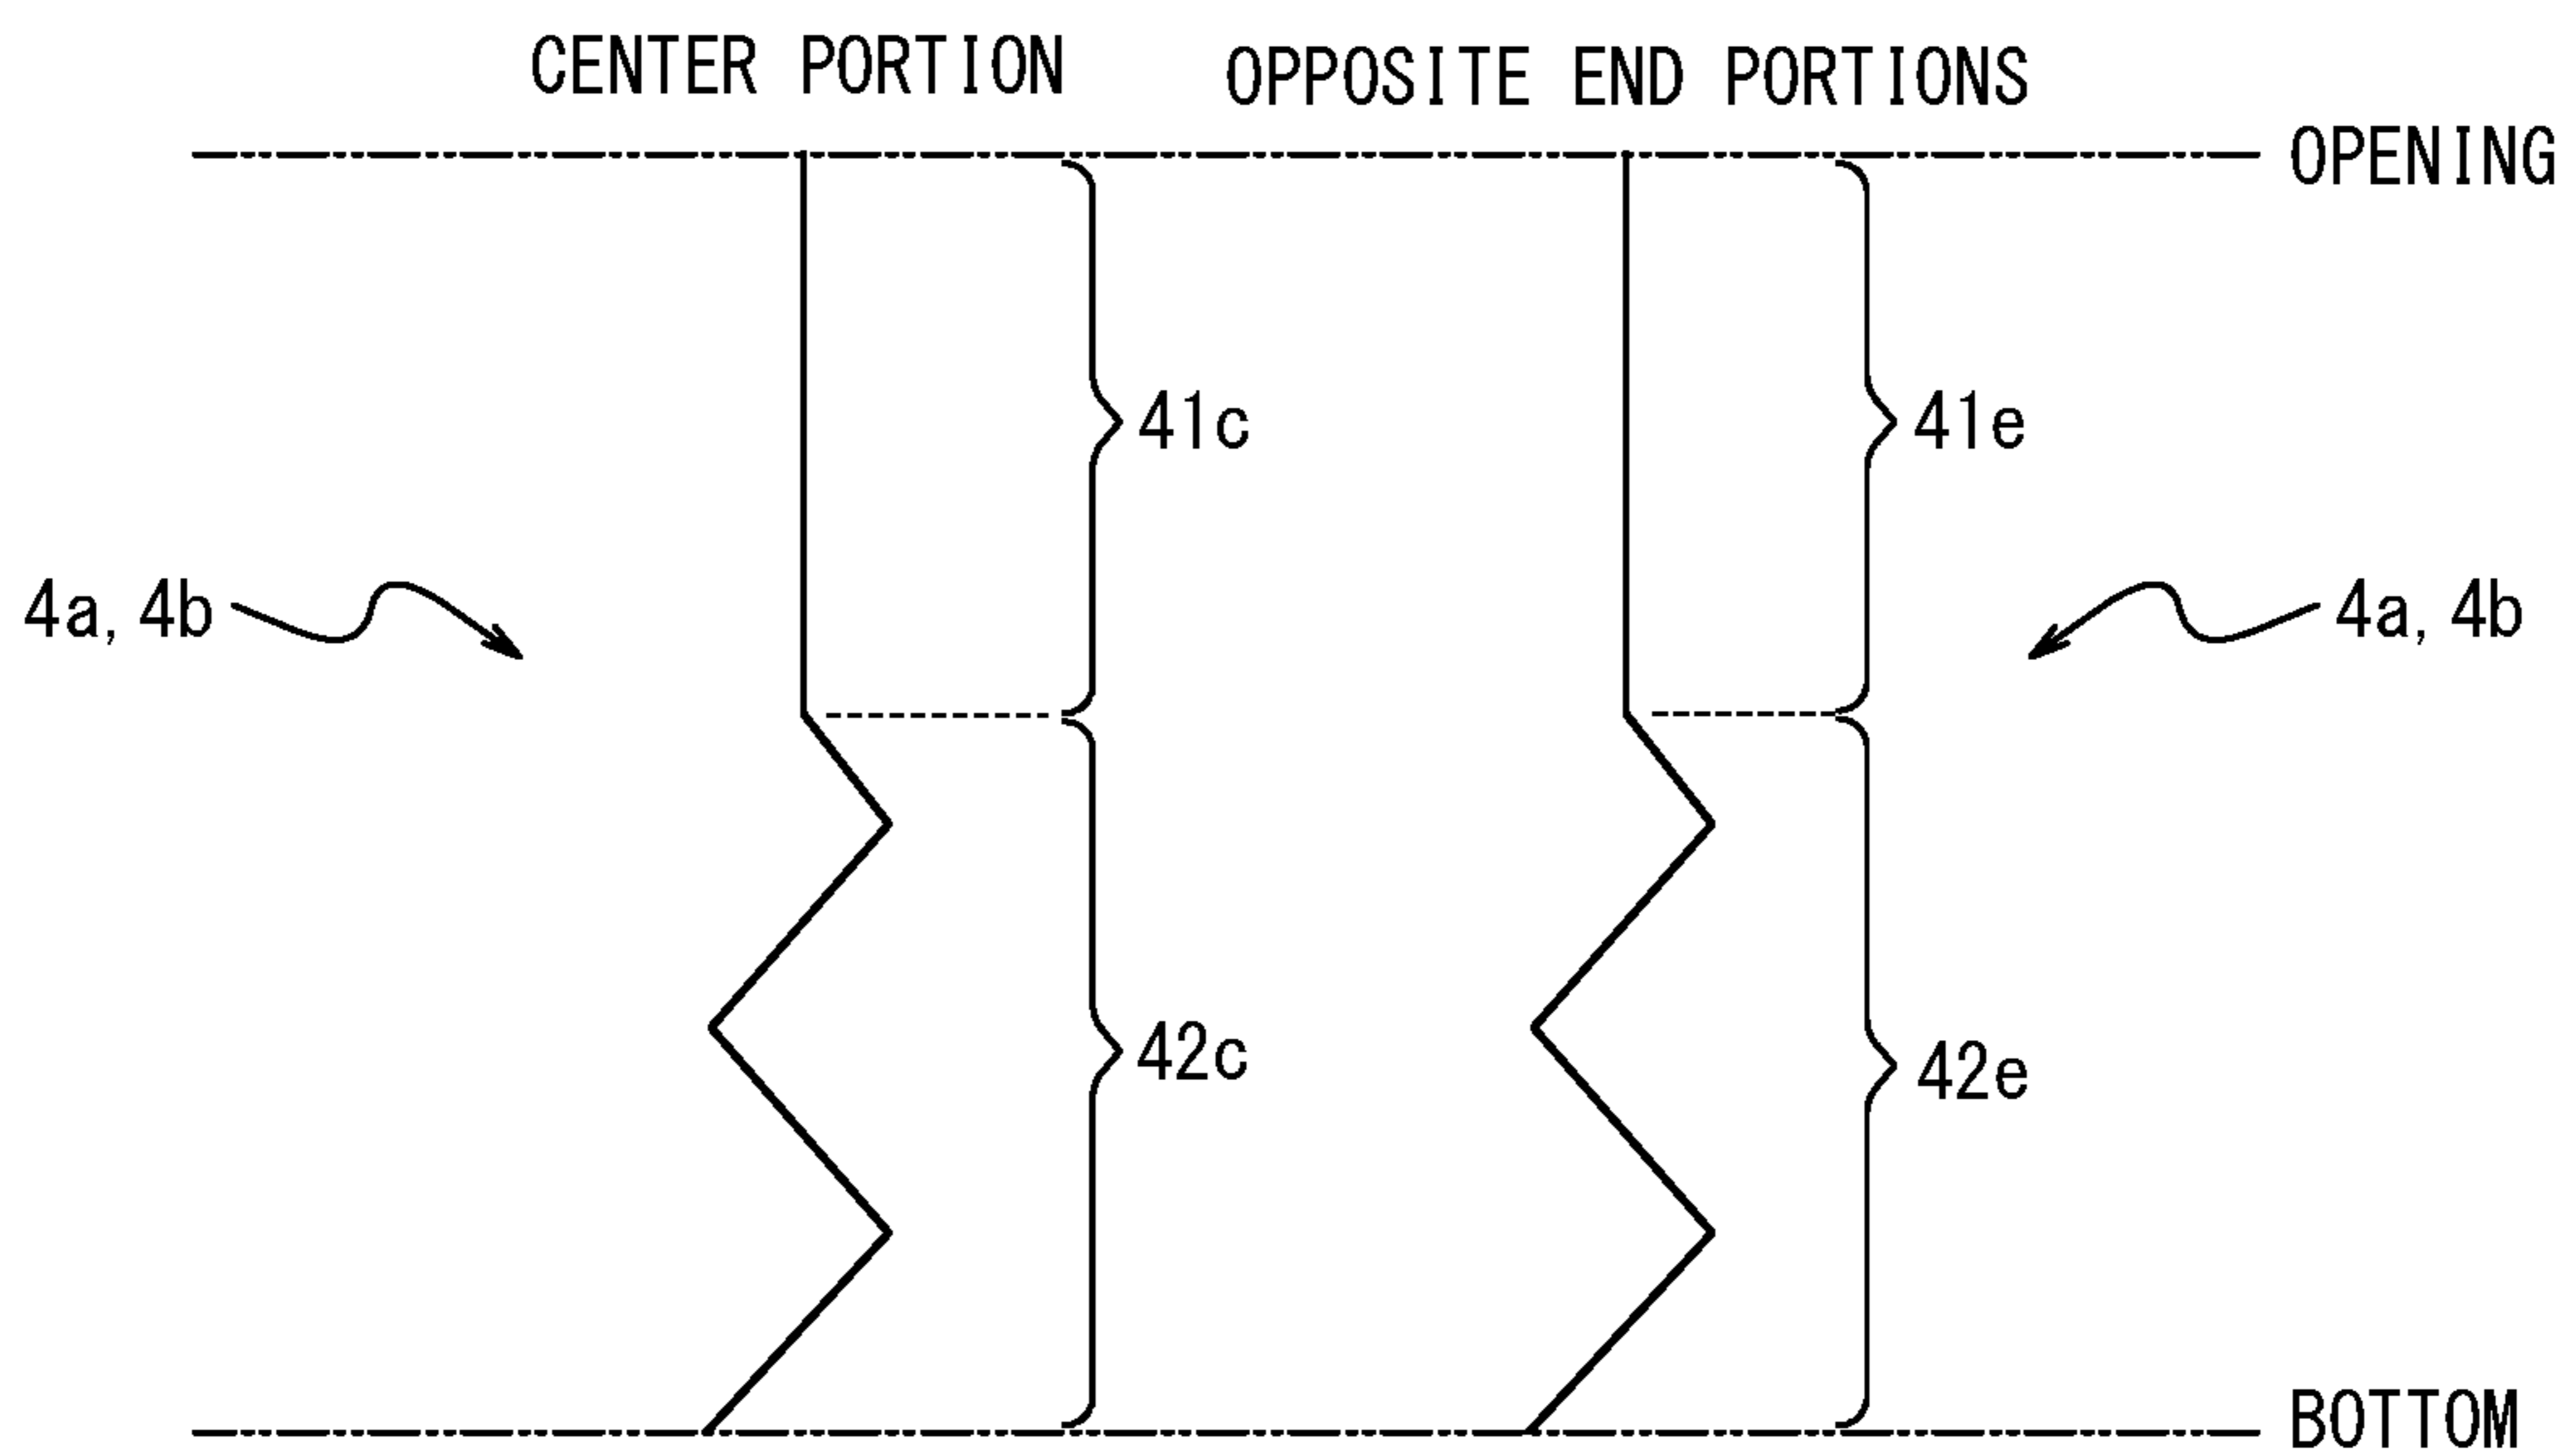 CENTER PORTION
OPPOSITE END PORTIONS
OPENING
41c
41e
4a, 4b
4a, 4b
42c
42e
BOTTOM